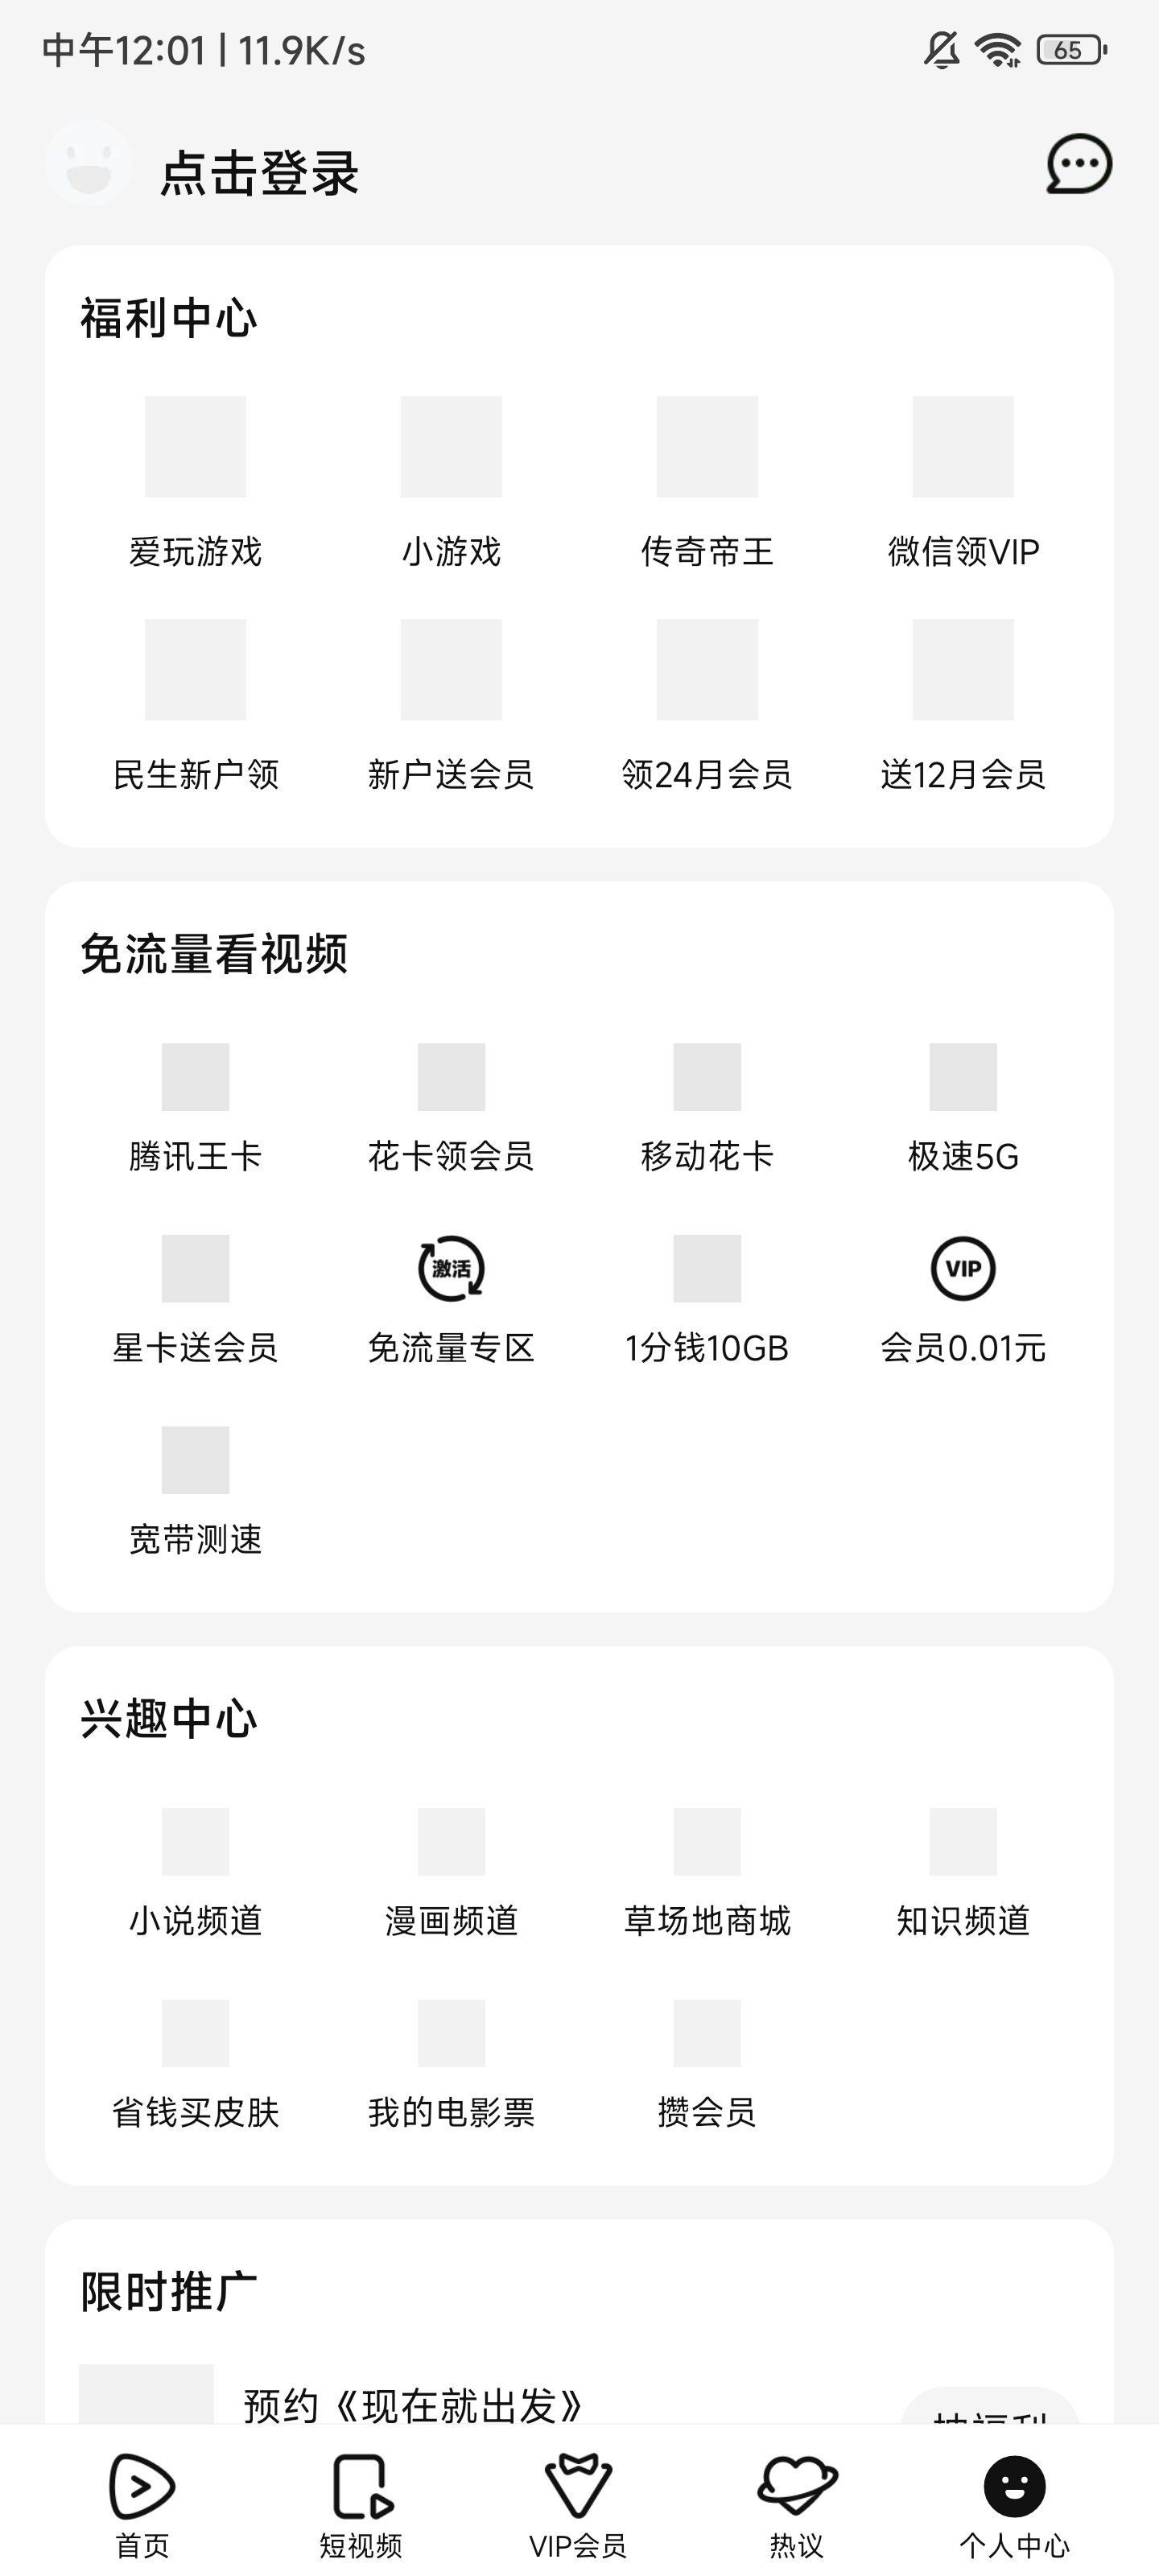 中午12:01 | 11.9K/s
65
点击登录
福利中心
爱玩游戏
小游戏
传奇帝王
微信领VIP
民生新户领
新户送会员
领24月会员
送12月会员
免流量看视频
腾讯王卡
花卡领会员
移动花卡
极速5G
激活
VIP
星卡送会员
免流量专区
1分钱10GB
会员0.01元
宽带测速
兴趣中心
小说频道
漫画频道
草场地商城
知识频道
省钱买皮肤
我的电影票
攒会员
限时推广
预约《现在就出发》
首页
短视频
VIP会员
热议
个人中心